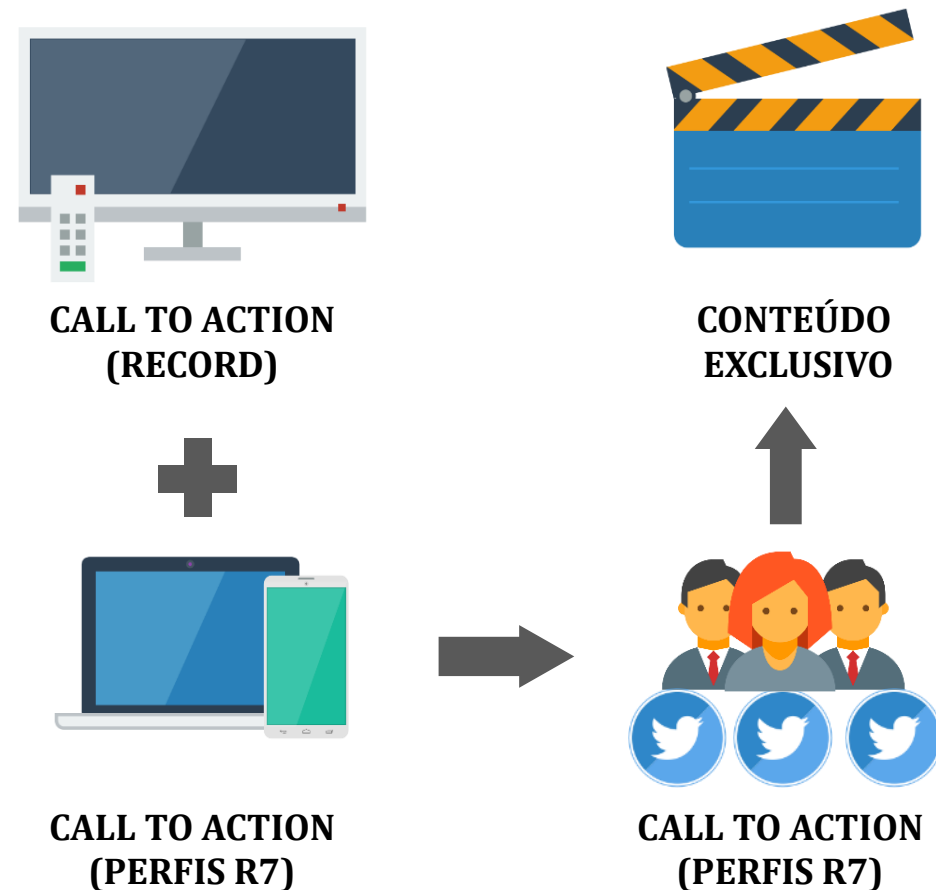 CALL TO ACTION
(RECORD)
CONTEÚDO
EXCLUSIVO
CALL TO ACTION
(PERFIS R7)
CALL TO ACTION
(PERFIS R7)